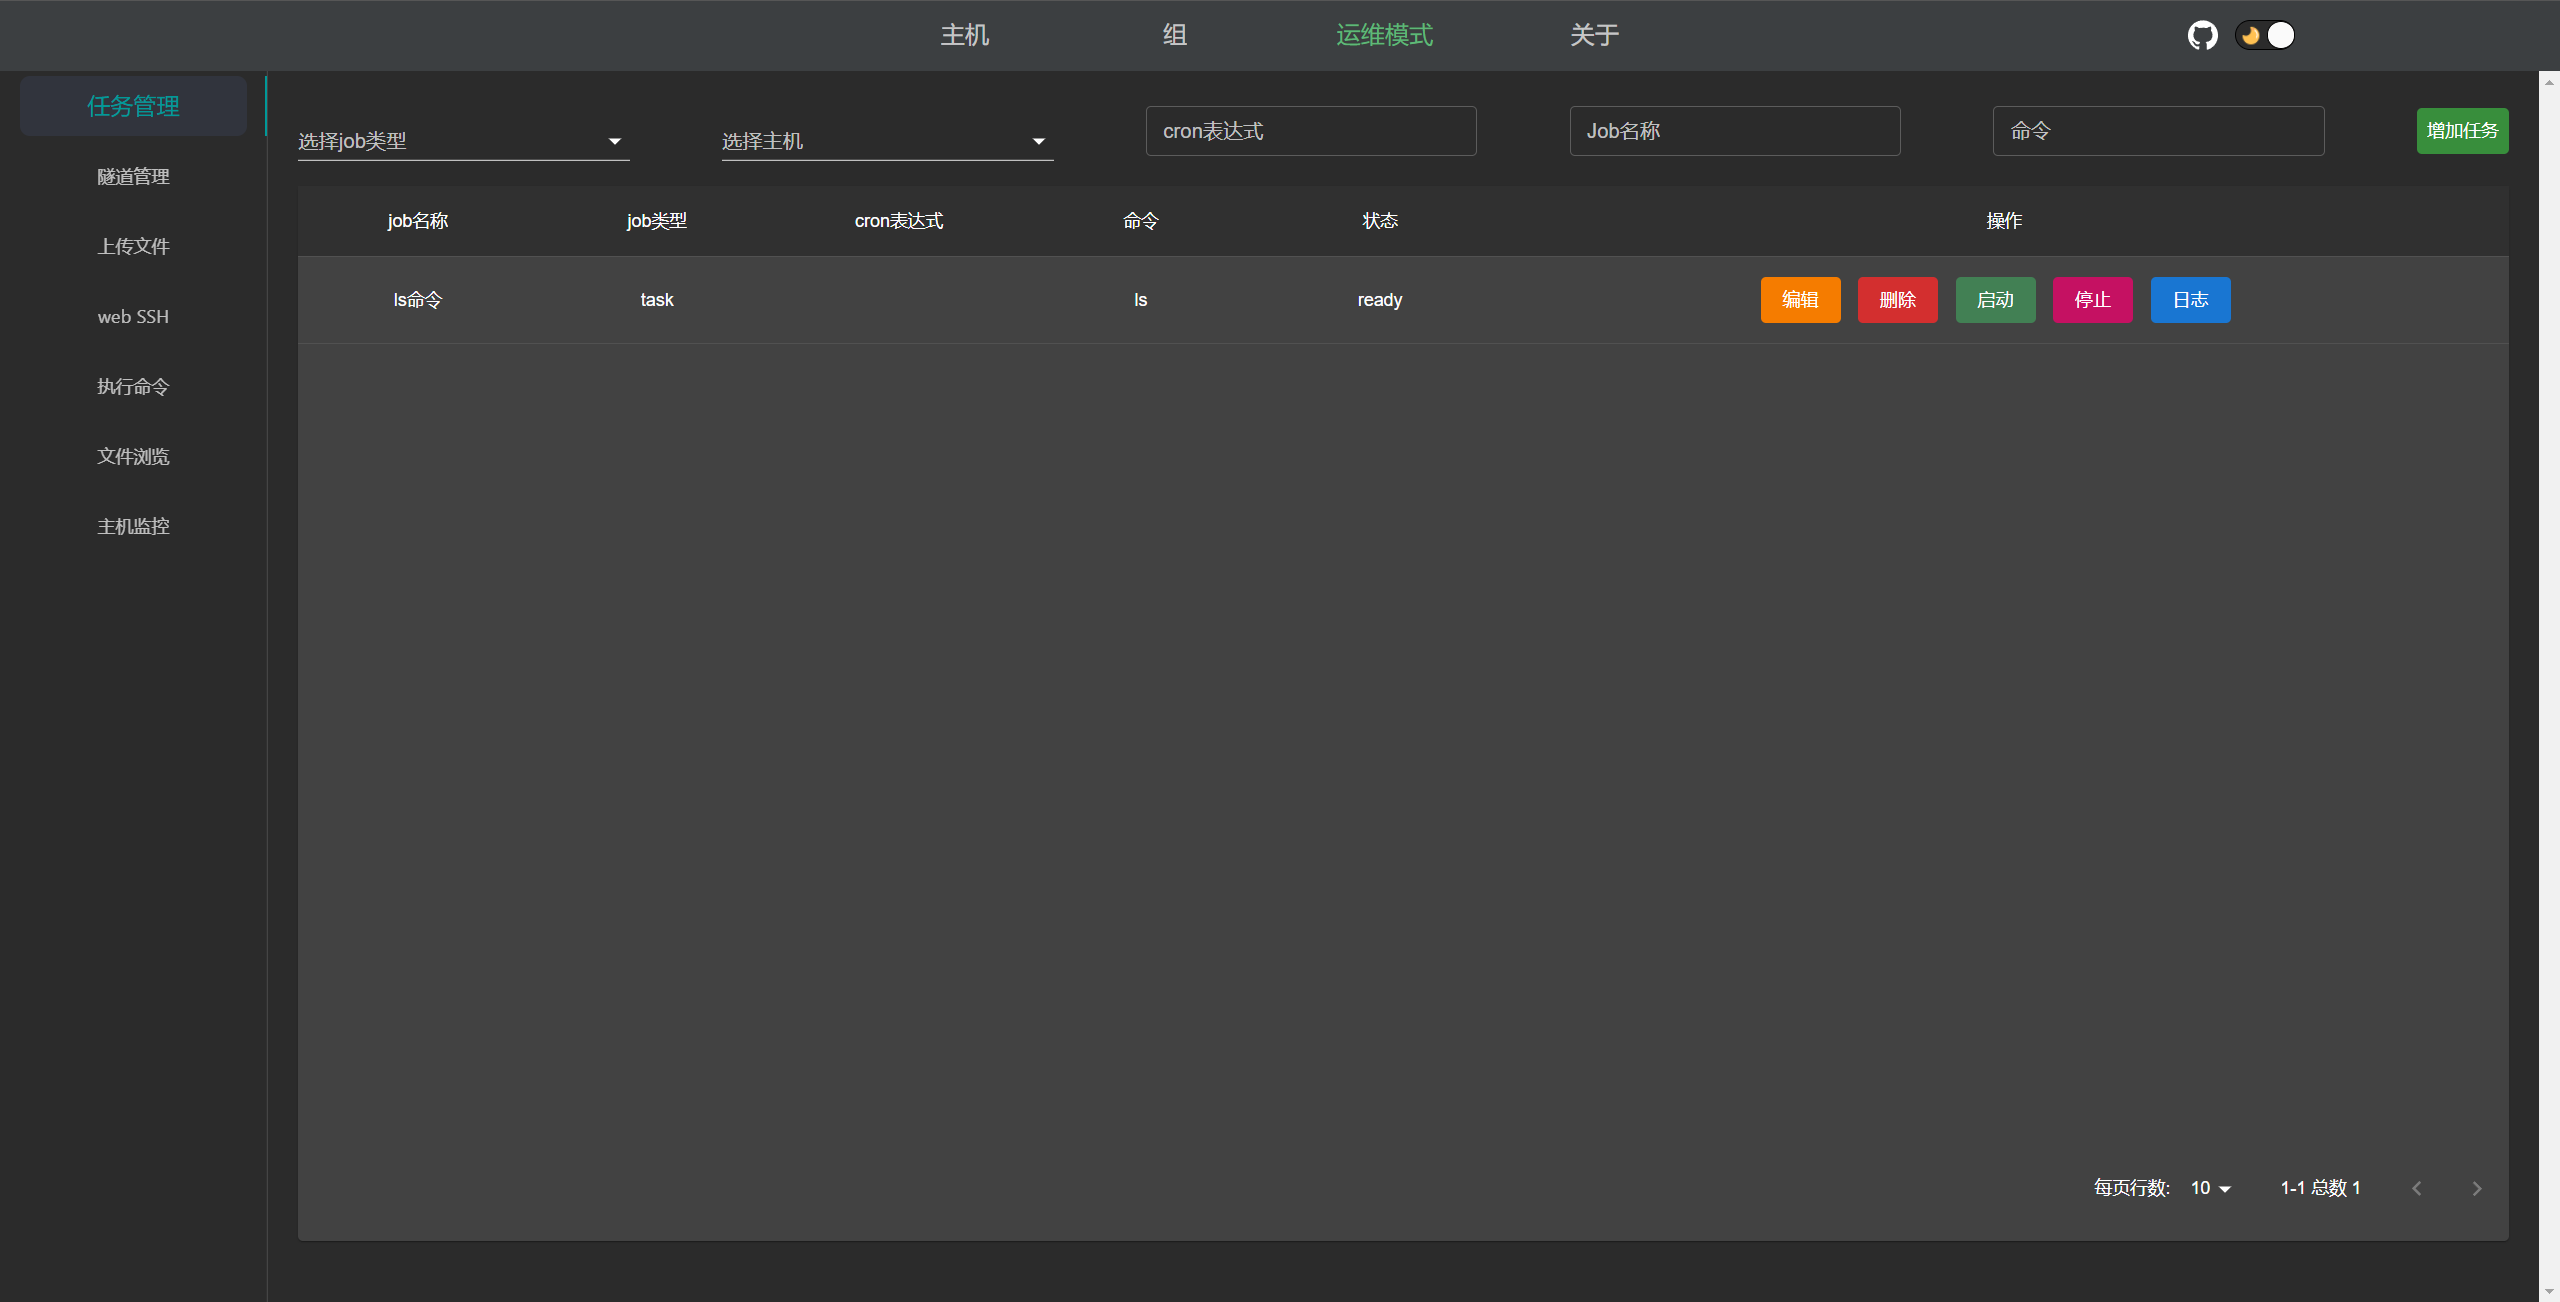 主机 组 运维模式 关于
任务管理
隧道管理
上传文件
web SSH
执行命令
文件浏览
主机监控
选择job类型 选择主机 cron表达式 Job名称 命令 增加任务
job名称 job类型 cron表达式 命令 状态 操作
ls命令 task ls ready 编辑 删除 启动 停止 日志
每页行数: 10 1-1 总数 1